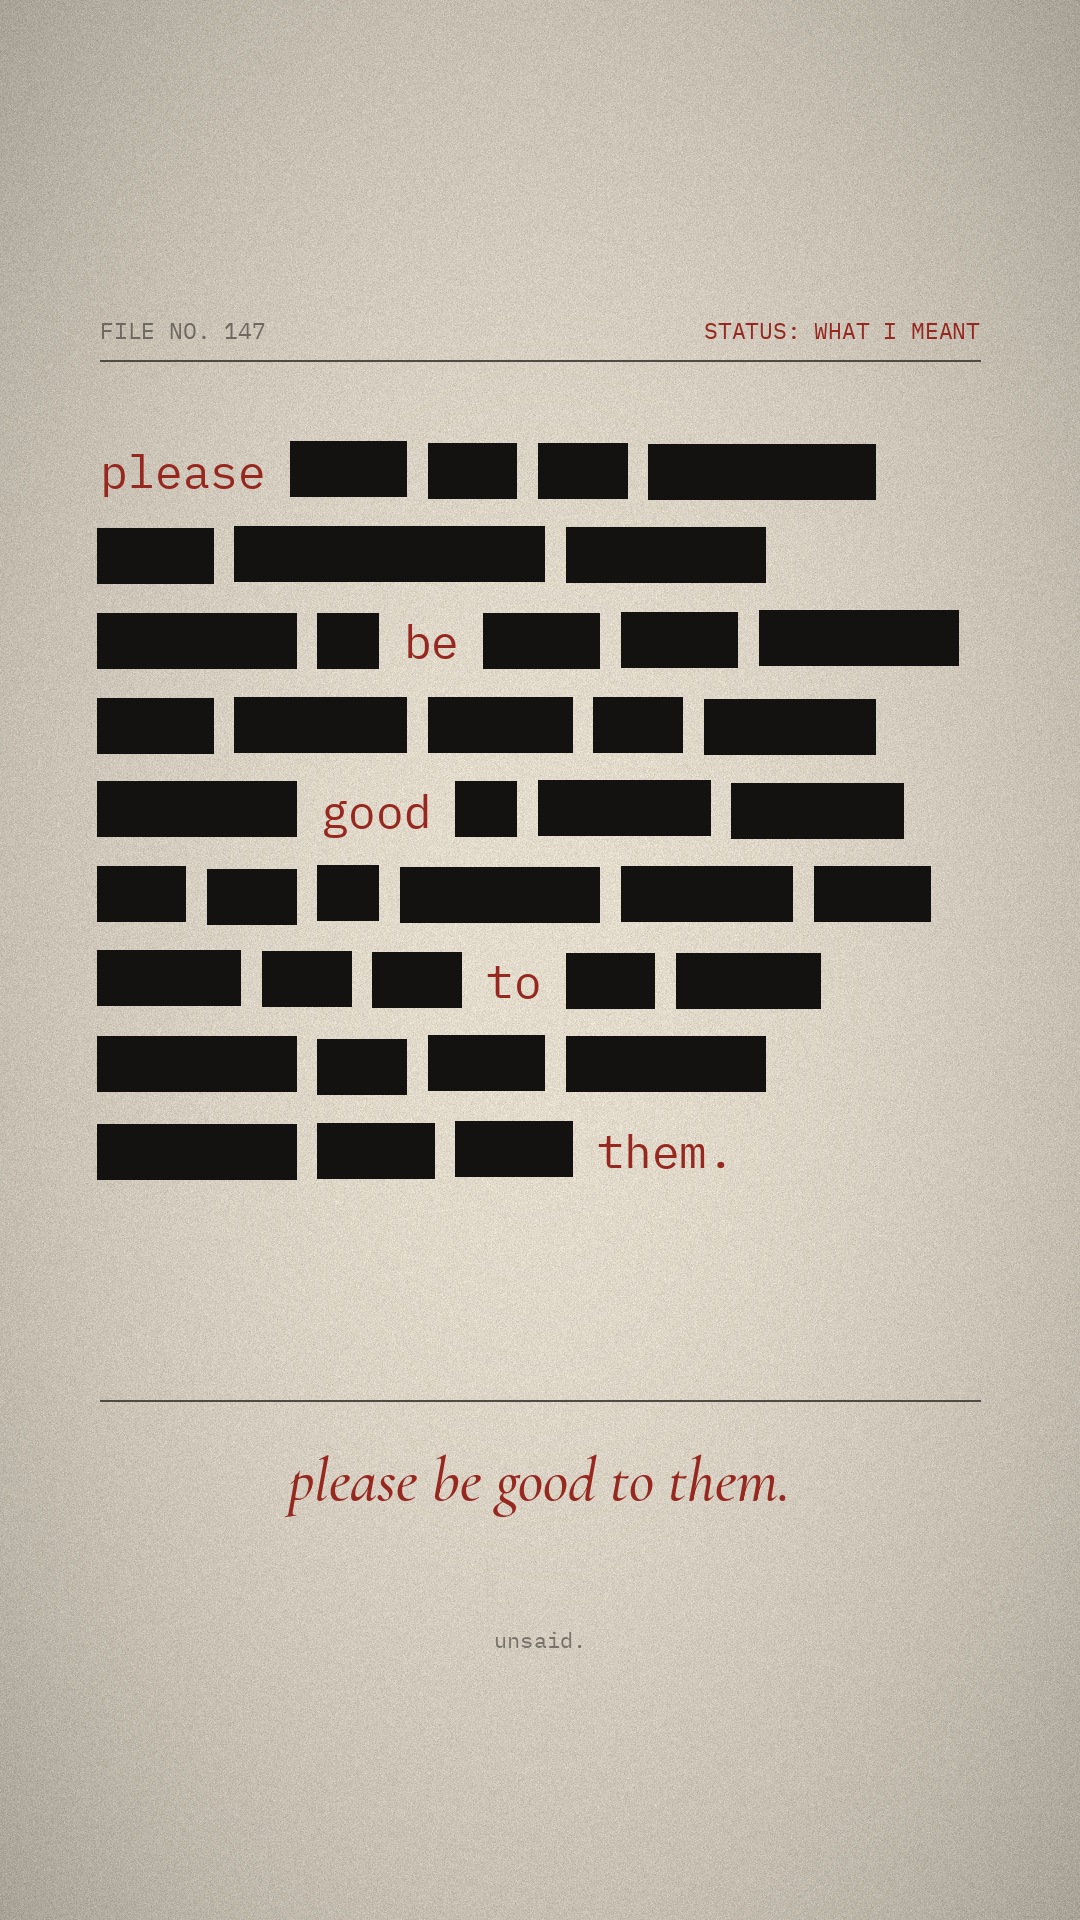 FILE NO. 147
STATUS: WHAT I MEANT
please
be
good
to
them.
please be good to them.
unsaid.